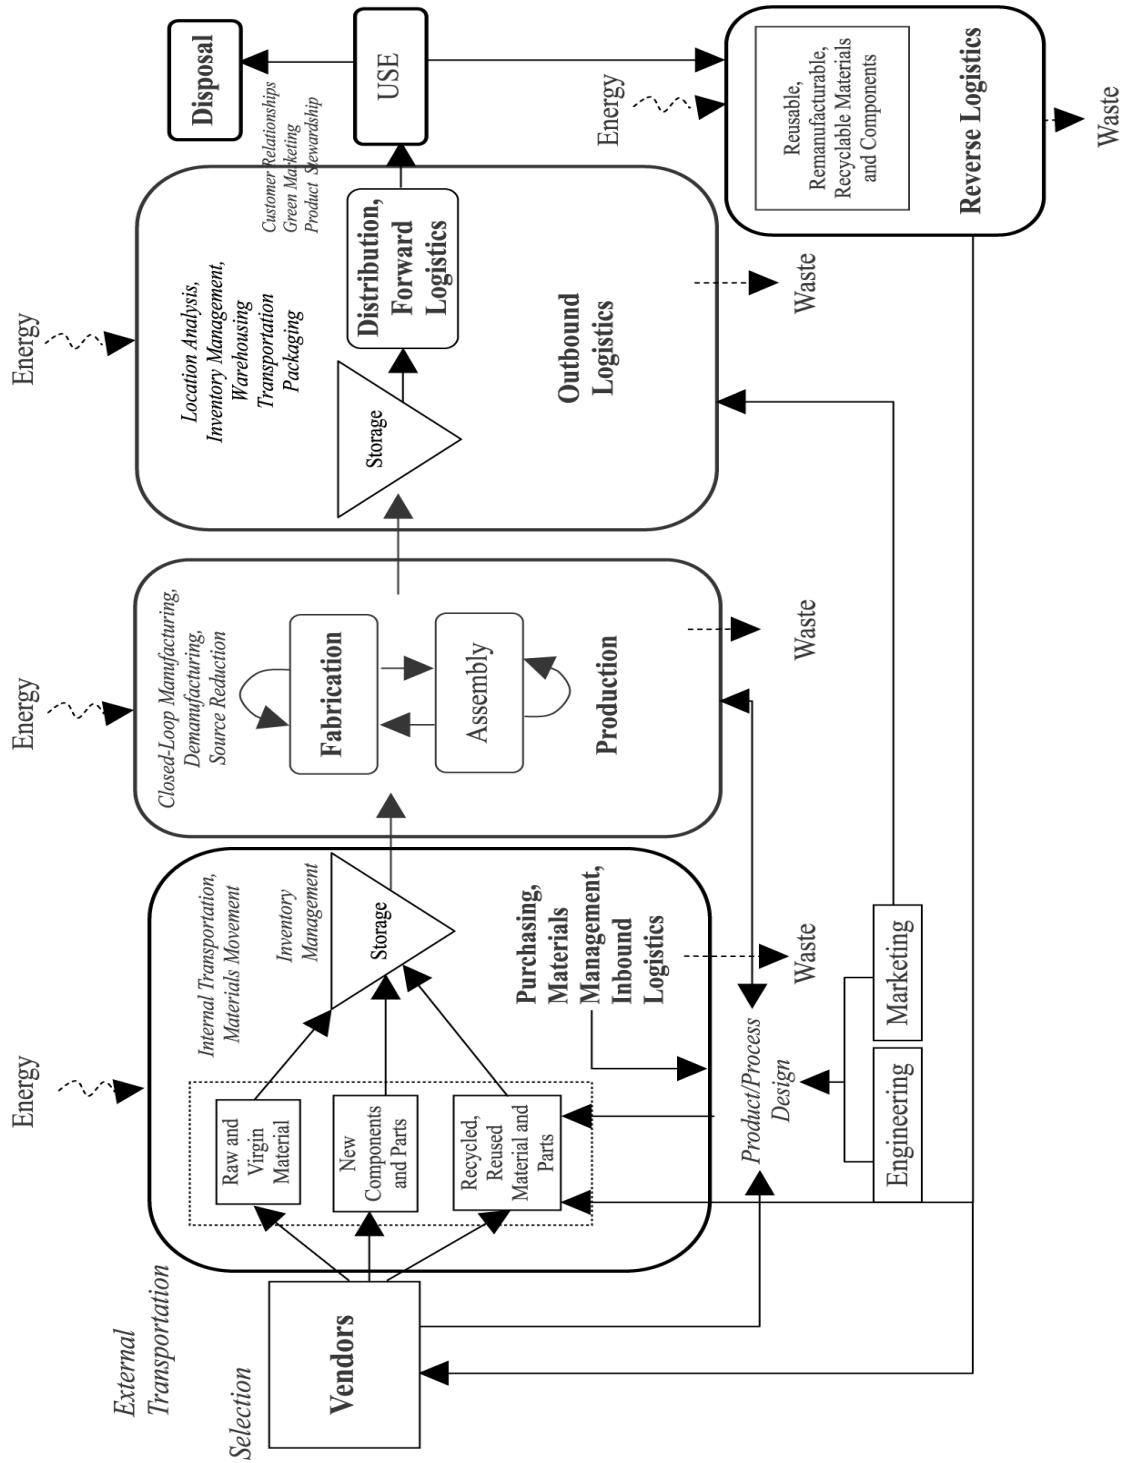 External
Transportation
Selection
Vendors
Energy
Internal Transportation,
Materials Movement
Inventory
Management
Raw and
Virgin
Material
New
Components
and Parts
Recycled,
Reused
Material and
Parts
Storage
Purchasing,
Materials
Management,
Inbound
Logistics
Waste
Energy
Closed-Loop Manufacturing,
Demanufacturing,
Source Reduction
Fabrication
Assembly
Production
Waste
Energy
Location Analysis,
Inventory Management,
Warehousing
Transportation
Packaging
Storage
Distribution,
Forward
Logistics
Outbound
Logistics
Waste
Customer Relationships
Green Marketing
Product Stewardship
Disposal
USE
Energy
Reusable,
Remanufacturable,
Recyclable Materials
and Components
Reverse Logistics
Waste
Product/Process
Design
Engineering
Marketing